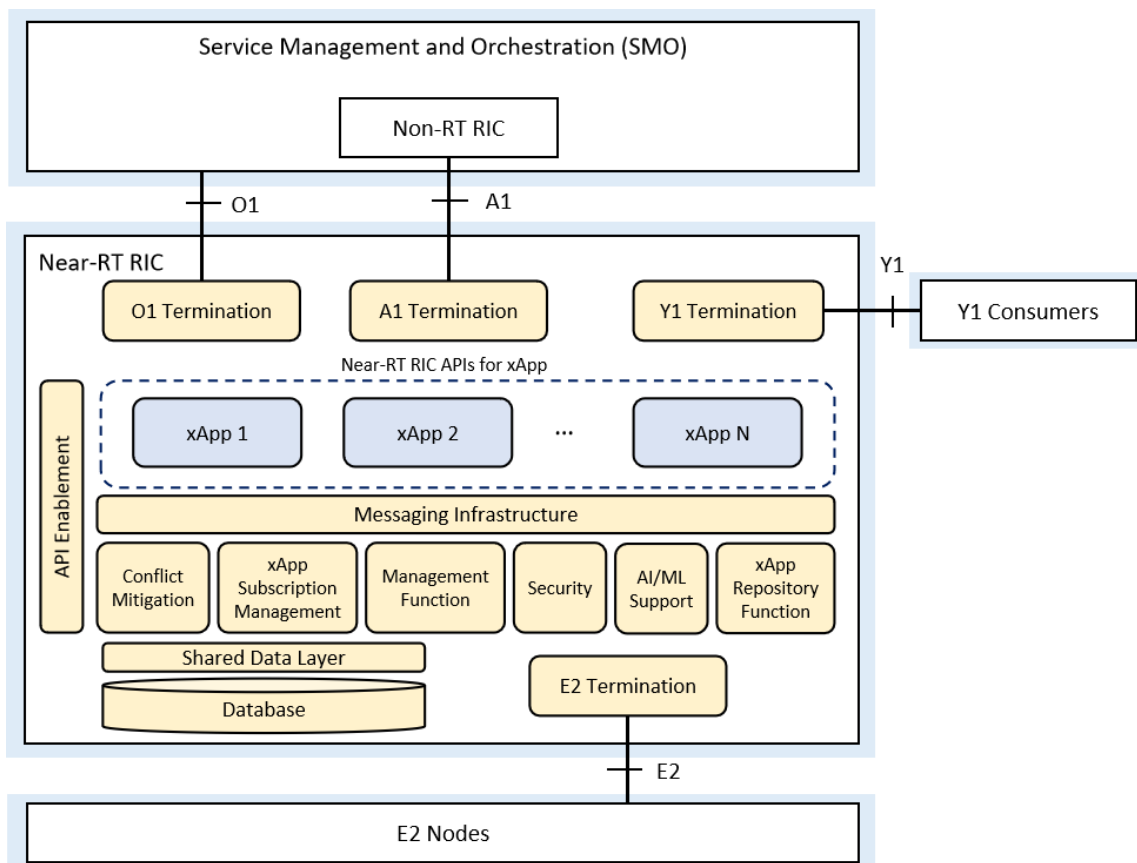 Service Management and Orchestration (SMO)
Non-RT RIC
O1
A1
Near-RT RIC
Y1
O1 Termination
A1 Termination
Y1 Termination
Y1 Consumers
Near-RT RIC APIs for xApp
API Enablement
xApp 1
xApp 2
...
xApp N
Messaging Infrastructure
Conflict
Mitigation
xApp
Subscription
Management
Management
Function
Security
AI/ML
Support
xApp
Repository
Function
Shared Data Layer
Database
E2 Termination
E2
E2 Nodes